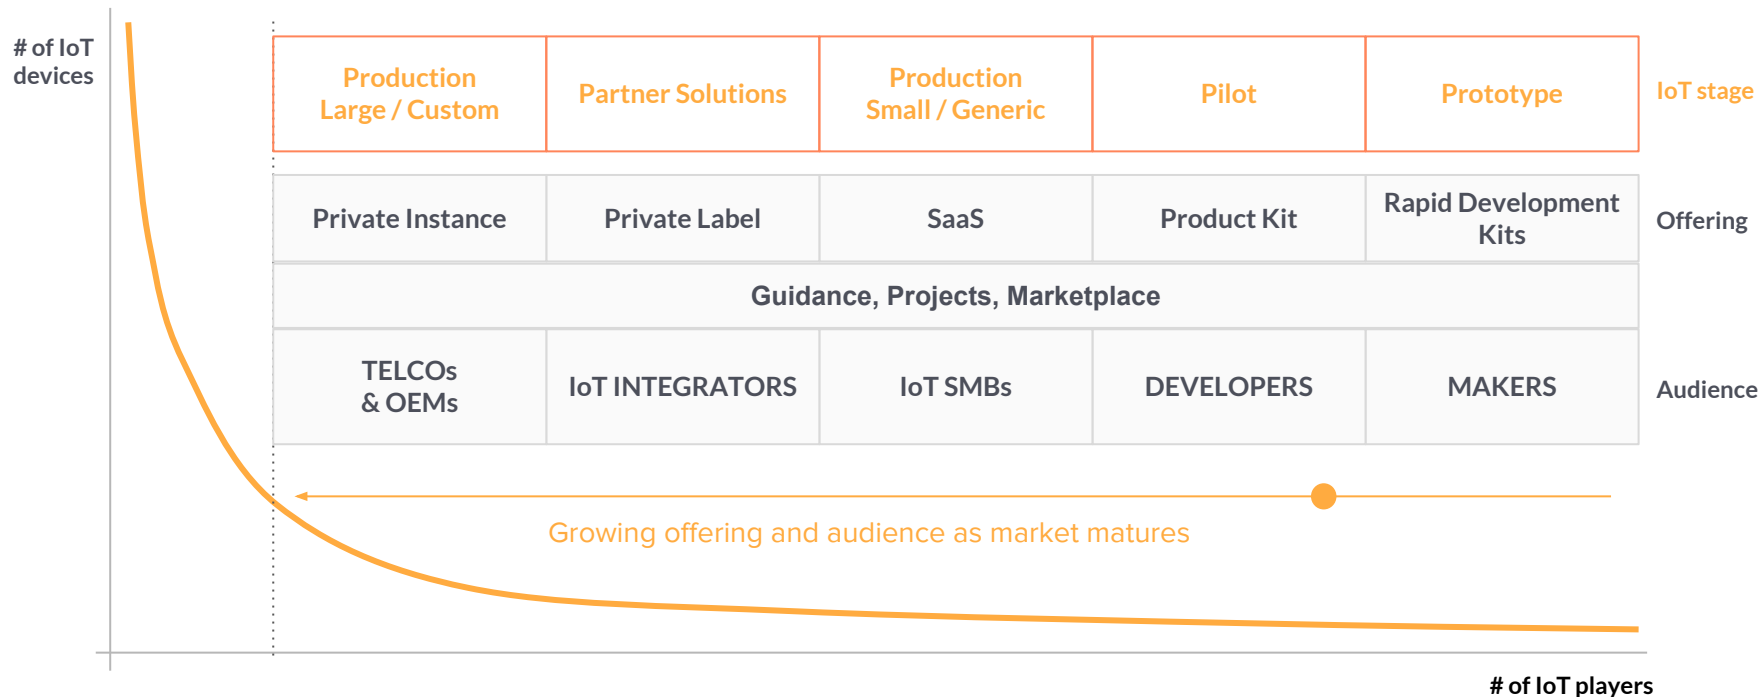 # of IoT
devices
Production
Large / Custom
Partner Solutions
Production
Small / Generic
Pilot
Prototype
IoT stage
Private Instance
Private Label
SaaS
Product Kit
Rapid Development
Kits
Offering
Guidance, Projects, Marketplace
TELCOs
& OEMs
IoT INTEGRATORS
IoT SMBs
DEVELOPERS
MAKERS
Audience
Growing offering and audience as market matures
# of IoT players